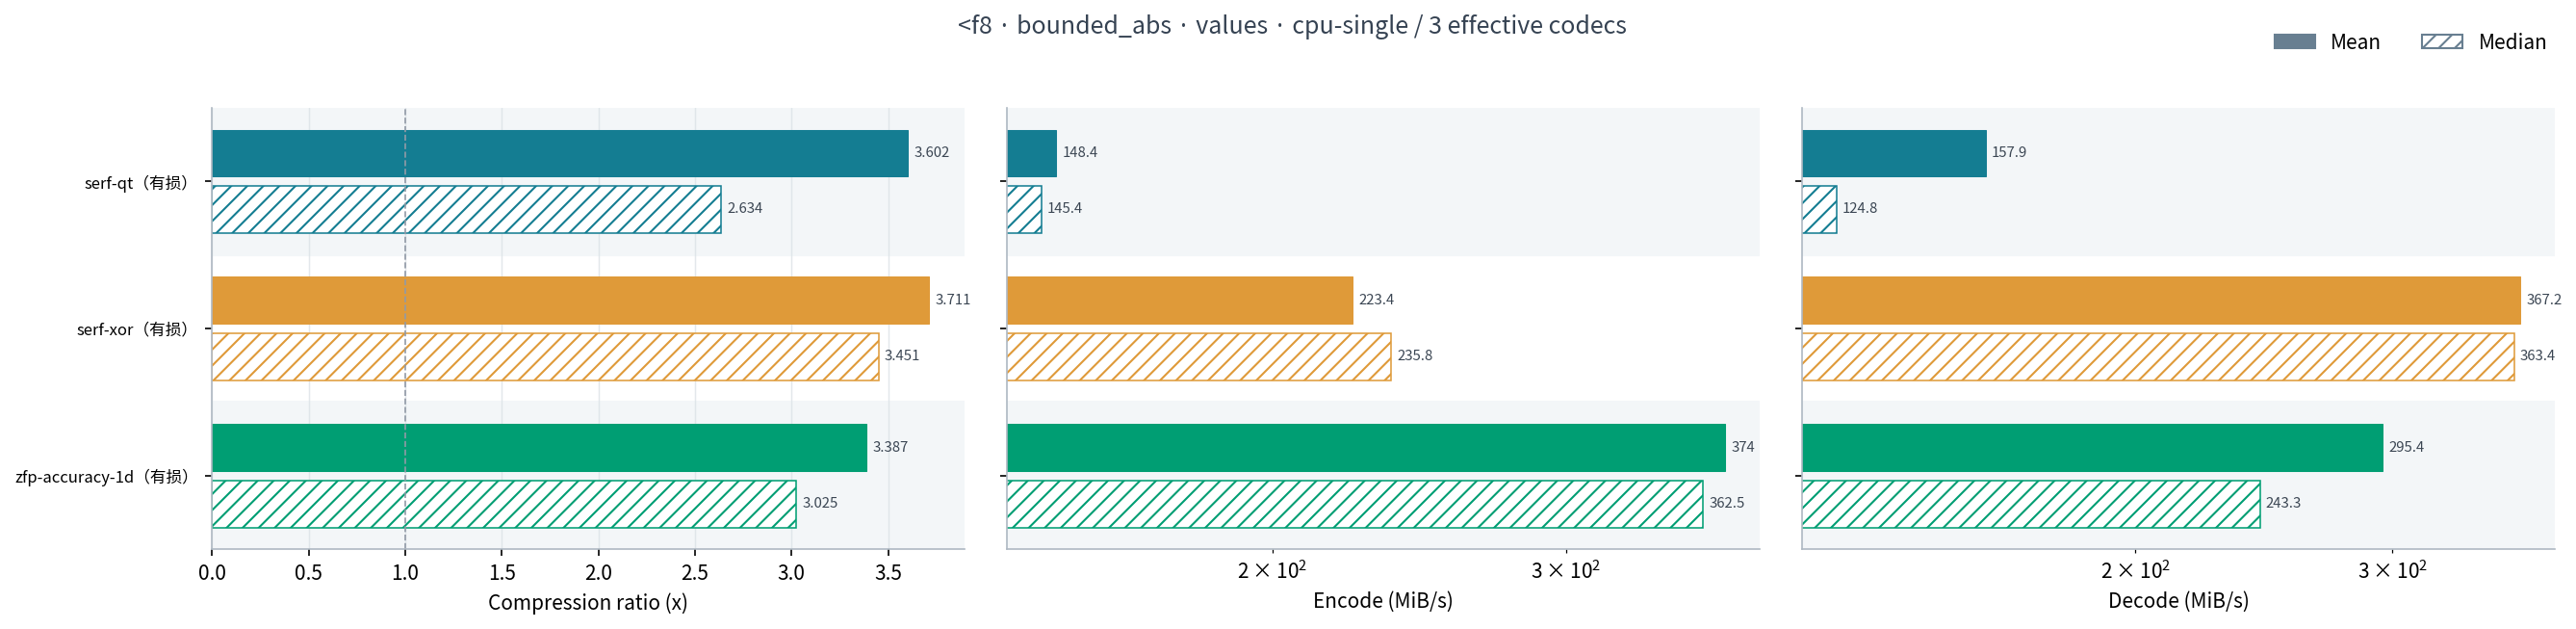 <f8 · bounded_abs · values · cpu-single / 3 effective codecs
Mean
Median
serf-qt（有损）
3.602
2.634
148.4
145.4
157.9
124.8
serf-xor（有损）
3.711
3.451
223.4
235.8
367.2
363.4
zfp-accuracy-1d（有损）
3.387
3.025
374
362.5
295.4
243.3
0.0 0.5 1.0 1.5 2.0 2.5 3.0 3.5
2 × 10² 3 × 10²
2 × 10² 3 × 10²
Compression ratio (x)
Encode (MiB/s)
Decode (MiB/s)